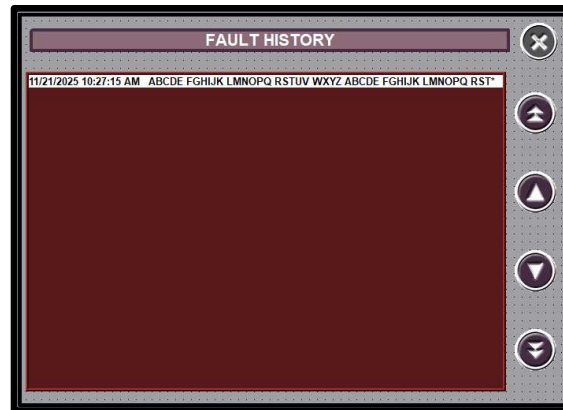 FAULT HISTORY
11/21/2025 10:27:15 AM ABCDE FGHIJK LMNOPQ RSTUV WXYZ ABCDE FGHIJK LMNOPQ RST*